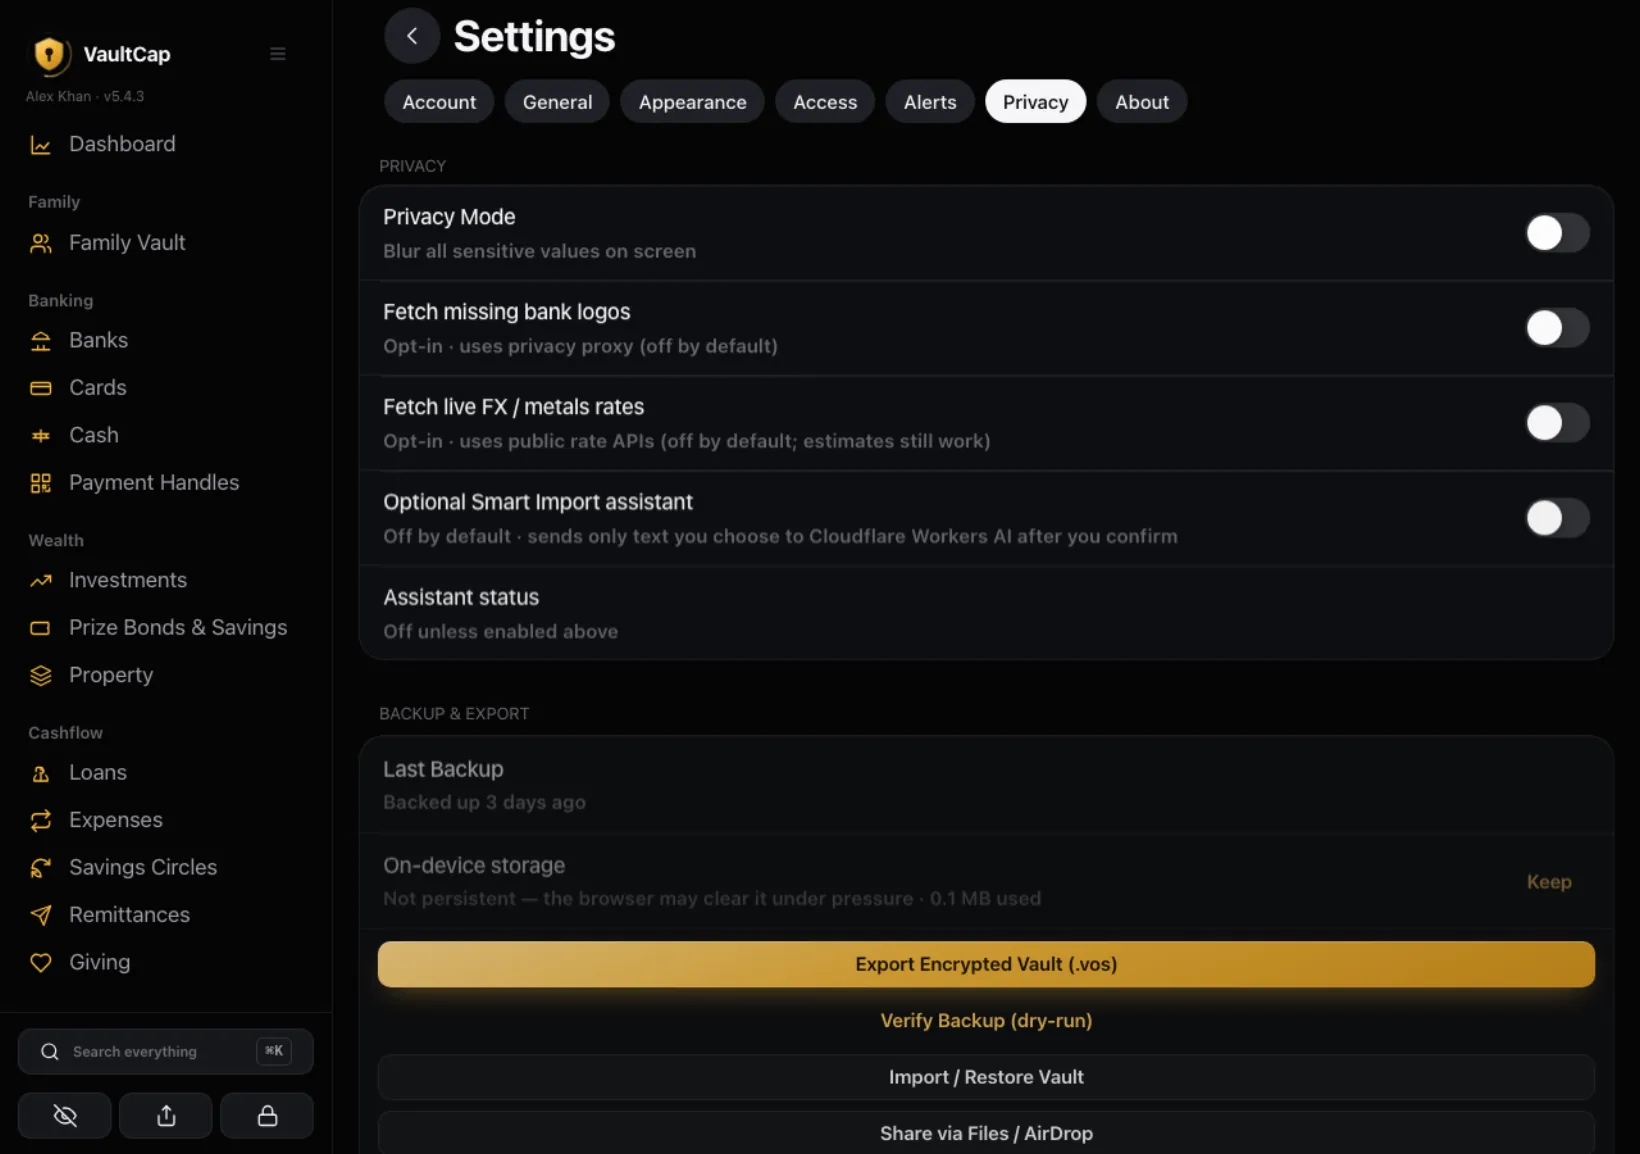 VaultCap
Alex Khan · v5.4.3
Dashboard
Family
Family Vault
Banking
Banks
Cards
Cash
Payment Handles
Wealth
Investments
Prize Bonds & Savings
Property
Cashflow
Loans
Expenses
Savings Circles
Remittances
Giving
Search everything
⌘K
Settings
Account
General
Appearance
Access
Alerts
Privacy
About
PRIVACY
Privacy Mode
Blur all sensitive values on screen
Fetch missing bank logos
Opt-in · uses privacy proxy (off by default)
Fetch live FX / metals rates
Opt-in · uses public rate APIs (off by default; estimates still work)
Optional Smart Import assistant
Off by default · sends only text you choose to Cloudflare Workers AI after you confirm
Assistant status
Off unless enabled above
BACKUP & EXPORT
Last Backup
Backed up 3 days ago
On-device storage
Not persistent — the browser may clear it under pressure · 0.1 MB used
Keep
Export Encrypted Vault (.vos)
Verify Backup (dry-run)
Import / Restore Vault
Share via Files / AirDrop